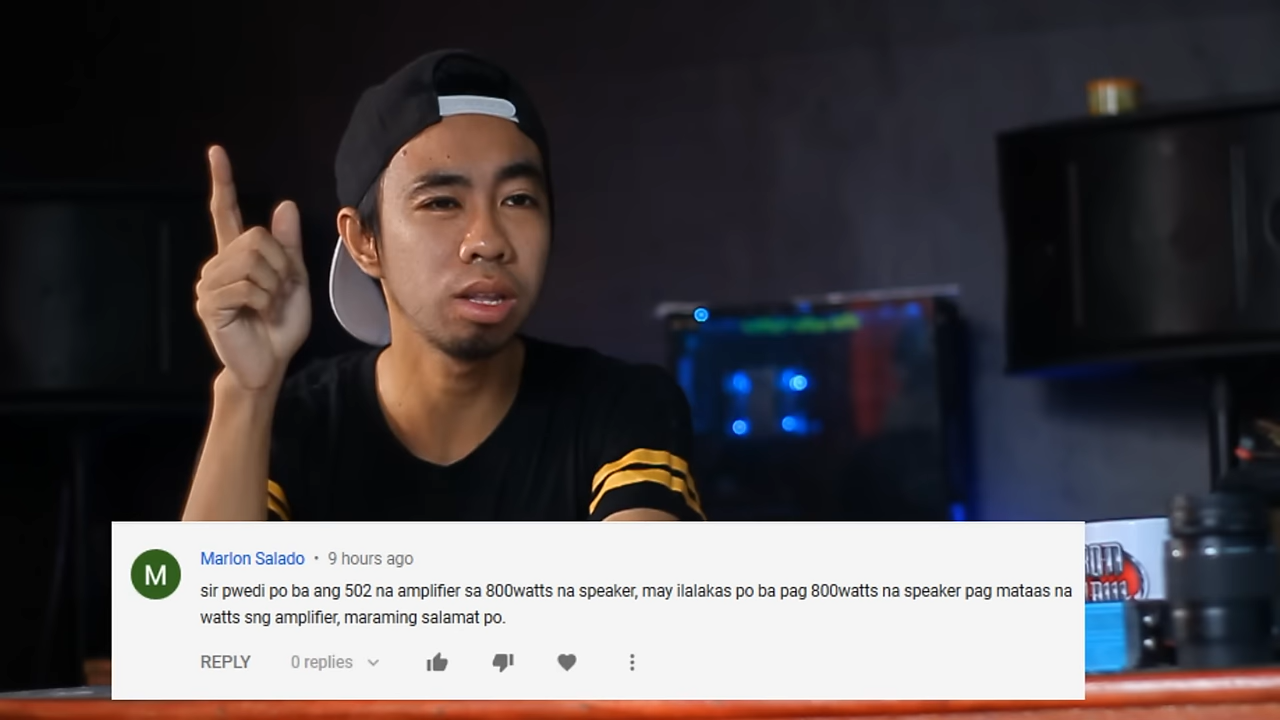 M
Marlon Salado • 9 hours ago
sir pwedi po ba ang 502 na amplifier sa 800watts na speaker, may ilalakas po ba pag 800watts na speaker pag mataas na
watts sng amplifier, maraming salamat po.
REPLY 0 replies